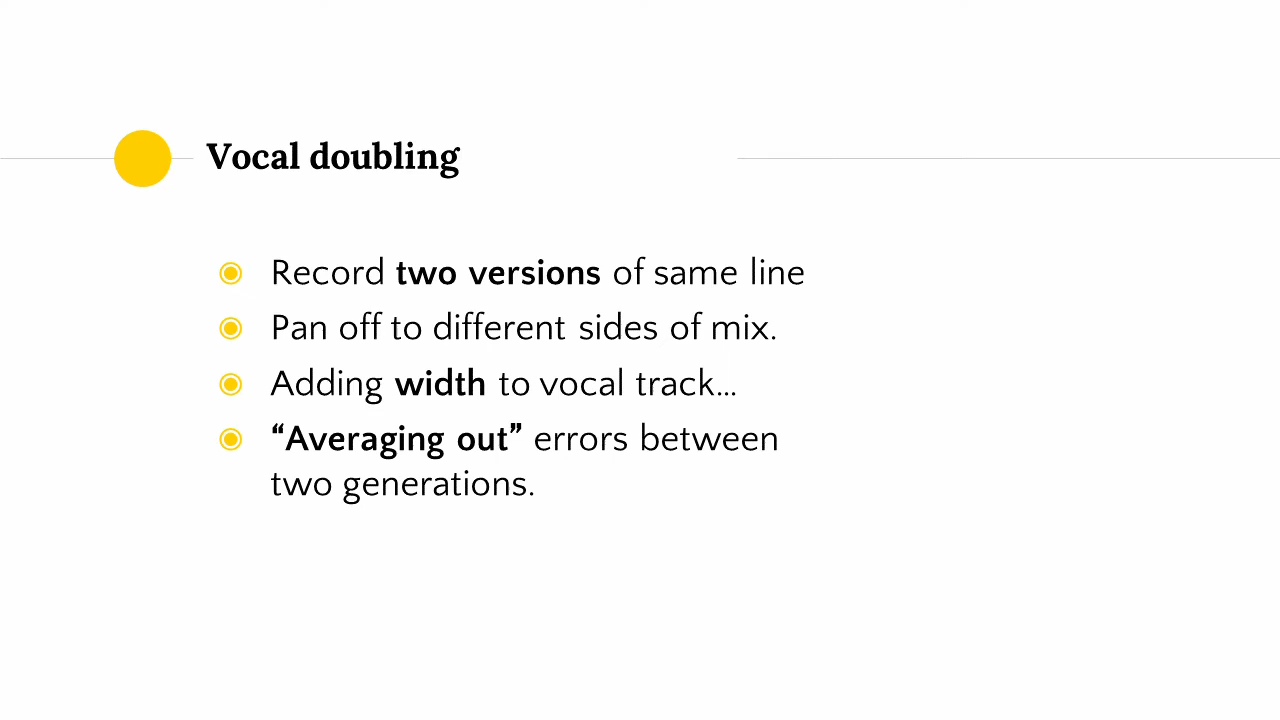 Vocal doubling
Record two versions of same line
Pan off to different sides of mix.
Adding width to vocal track...
“Averaging out” errors between
two generations.